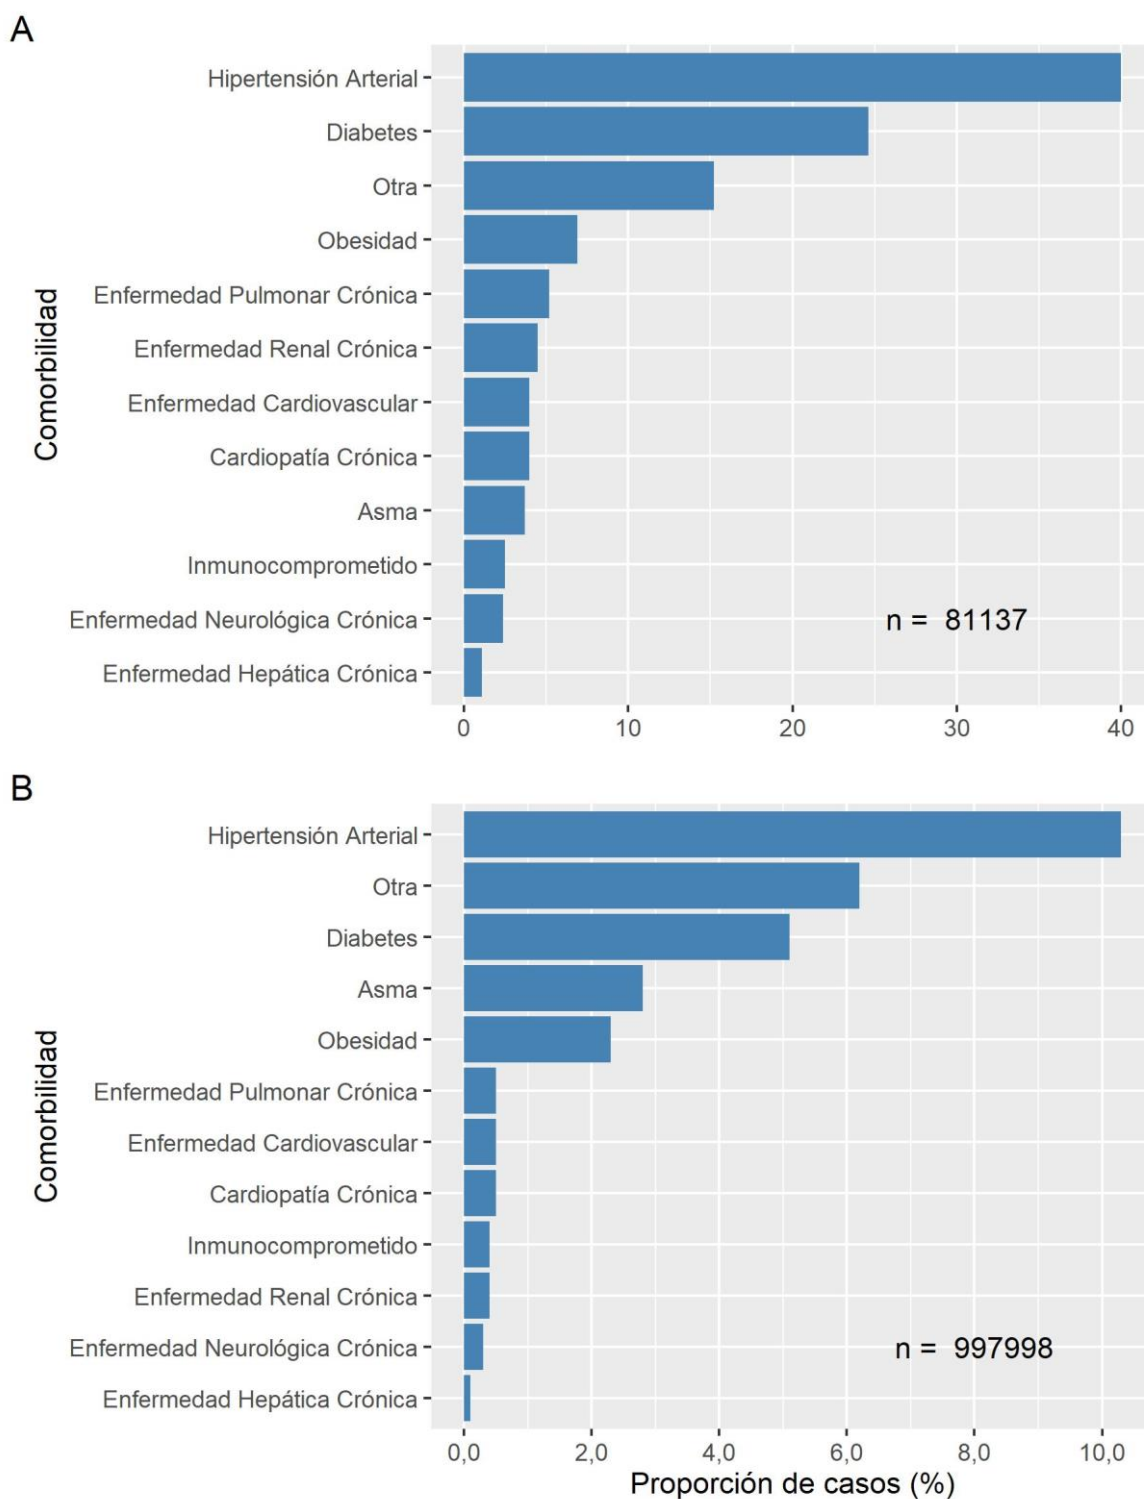 A
Hipertensión Arterial
Diabetes
Otra
Obesidad
Enfermedad Pulmonar Crónica
Enfermedad Renal Crónica
Enfermedad Cardiovascular
Cardiopatía Crónica
Asma
Inmunocomprometido
Enfermedad Neurológica Crónica
Enfermedad Hepática Crónica
Comorbilidad
n = 81137
0 10 20 30 40
B
Hipertensión Arterial
Otra
Diabetes
Asma
Obesidad
Enfermedad Pulmonar Crónica
Enfermedad Cardiovascular
Cardiopatía Crónica
Inmunocomprometido
Enfermedad Renal Crónica
Enfermedad Neurológica Crónica
Enfermedad Hepática Crónica
Comorbilidad
n = 997998
0,0 2,0 4,0 6,0 8,0 10,0
Proporción de casos (%)